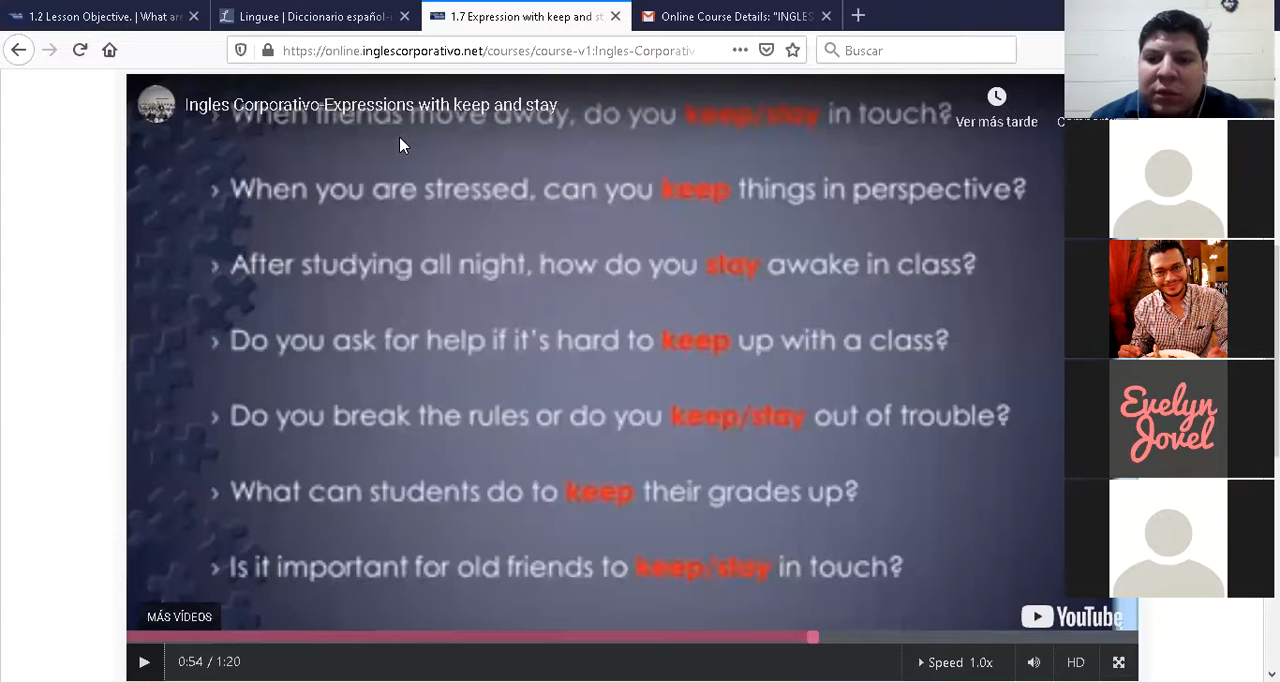 1.2 Lesson Objective. | What ar
Linguee | Diccionario español-
1.7 Expression with keep and st
Online Course Details: "INGLES
https://online.inglescorporativo.net/courses/course-v1:Ingles-Corporativ
Buscar
Ingles Corporativo-Expressions with keep and stay
Ver más tarde
› When friends move away, do you keep/stay in touch?
› When you are stressed, can you keep things in perspective?
› After studying all night, how do you stay awake in class?
› Do you ask for help if it's hard to keep up with a class?
› Do you break the rules or do you keep/stay out of trouble?
› What can students do to keep their grades up?
› Is it important for old friends to keep/stay in touch?
MÁS VÍDEOS
YouTube
0:54 / 1:20
Speed 1.0x
HD
Evelyn
Jovel